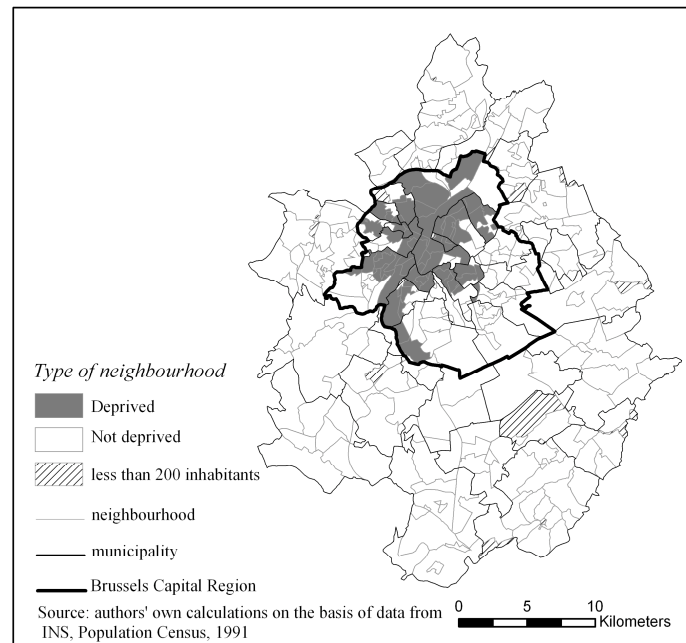 Type of neighbourhood
Deprived
Not deprived
less than 200 inhabitants
neighbourhood
municipality
Brussels Capital Region
Source: authors' own calculations on the basis of data from
INS, Population Census, 1991
0 5 10
Kilometers